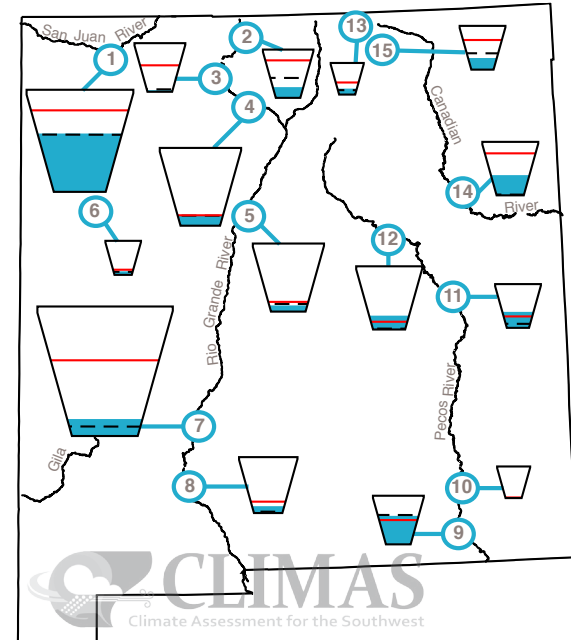 San Juan River
1
2
3
4
5
6
7
8
9
10
11
12
13
14
15
Canadian
River
Rio Grande River
Pecos River
Gila
CLIMAS
Climate Assessment for the Southwest